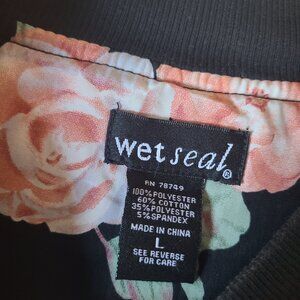 wet seal®
RN 78749
100% POLYESTER
60% COTTON
35% POLYESTER
5% SPANDEX
MADE IN CHINA
L
SEE REVERSE
FOR CARE